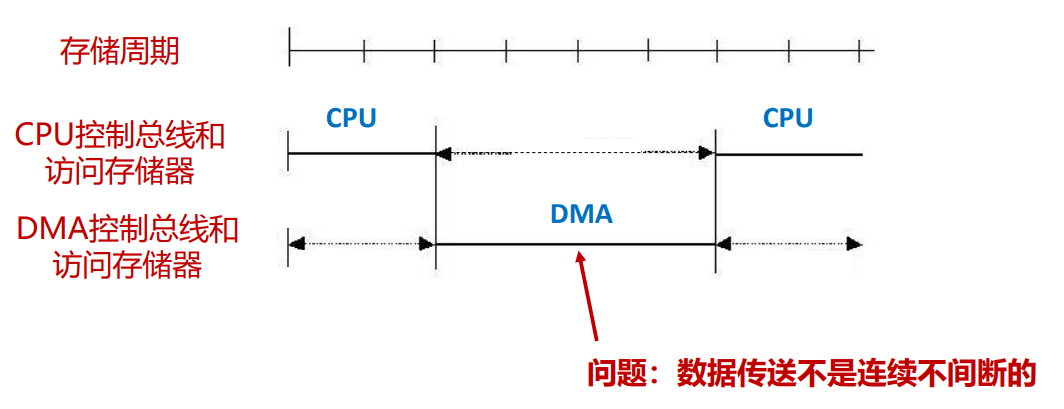 存储周期
CPU
CPU
CPU控制总线和
访问存储器
DMA
DMA控制总线和
访问存储器
问题：数据传送不是连续不间断的